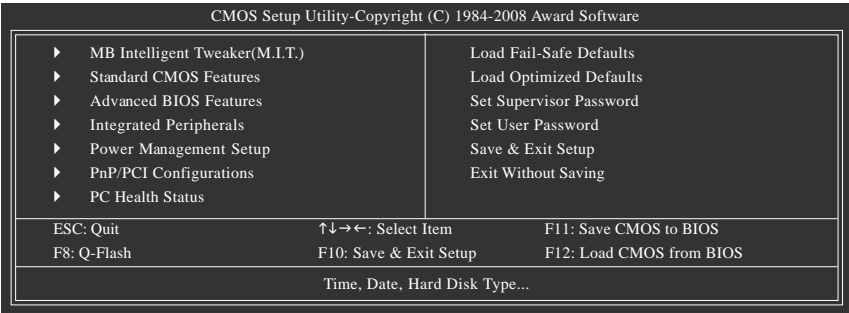 CMOS Setup Utility-Copyright (C) 1984-2008 Award Software
MB Intelligent Tweaker(M.I.T.)
Standard CMOS Features
Advanced BIOS Features
Integrated Peripherals
Power Management Setup
PnP/PCI Configurations
PC Health Status
Load Fail-Safe Defaults
Load Optimized Defaults
Set Supervisor Password
Set User Password
Save & Exit Setup
Exit Without Saving
ESC: Quit ↑↓→←: Select Item F11: Save CMOS to BIOS
F8: Q-Flash F10: Save & Exit Setup F12: Load CMOS from BIOS
Time, Date, Hard Disk Type...